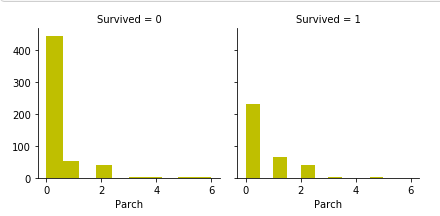 Survived = 0
Survived = 1
400
300
200
100
0
0 2 4 6
0 2 4 6
Parch
Parch